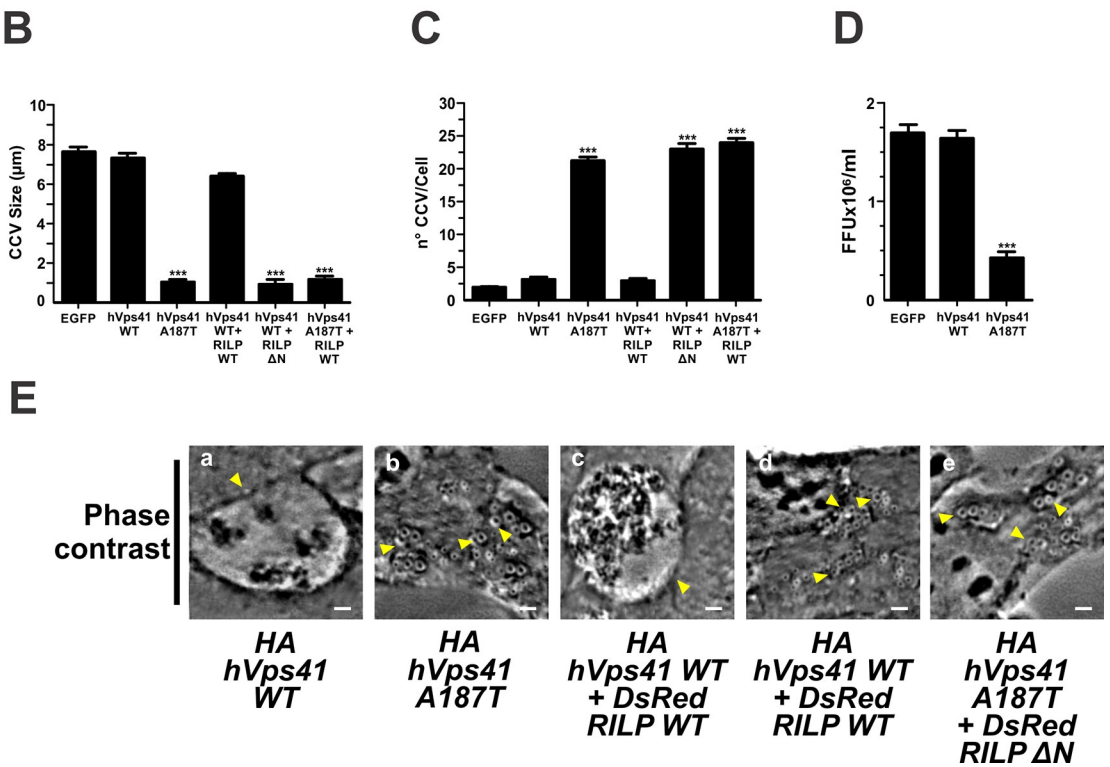 B
C
D
CCV Size (µm)
10
8
6
4
2
0
***
***
***
EGFP
hVps41
WT
hVps41
A187T
hVps41
WT+
RILP
WT
hVps41
WT +
RILP
ΔN
hVps41
A187T +
RILP WT
n° CCV/Cell
30
25
20
15
10
5
0
***
***
***
EGFP
hVps41
WT
hVps41
A187T
hVps41
WT+
RILP
WT
hVps41
WT +
RILP
ΔN
hVps41
A187T +
RILP
WT
FFUx10⁶/ml
2
1
0
***
EGFP
hVps41
WT
hVps41
A187T
E
Phase
contrast
a
b
c
d
e
HA
hVps41
WT
HA
hVps41
A187T
HA
hVps41 WT
+ DsRed
RILP WT
HA
hVps41 WT
+ DsRed
RILP WT
HA
hVps41
A187T
+ DsRed
RILP ΔN